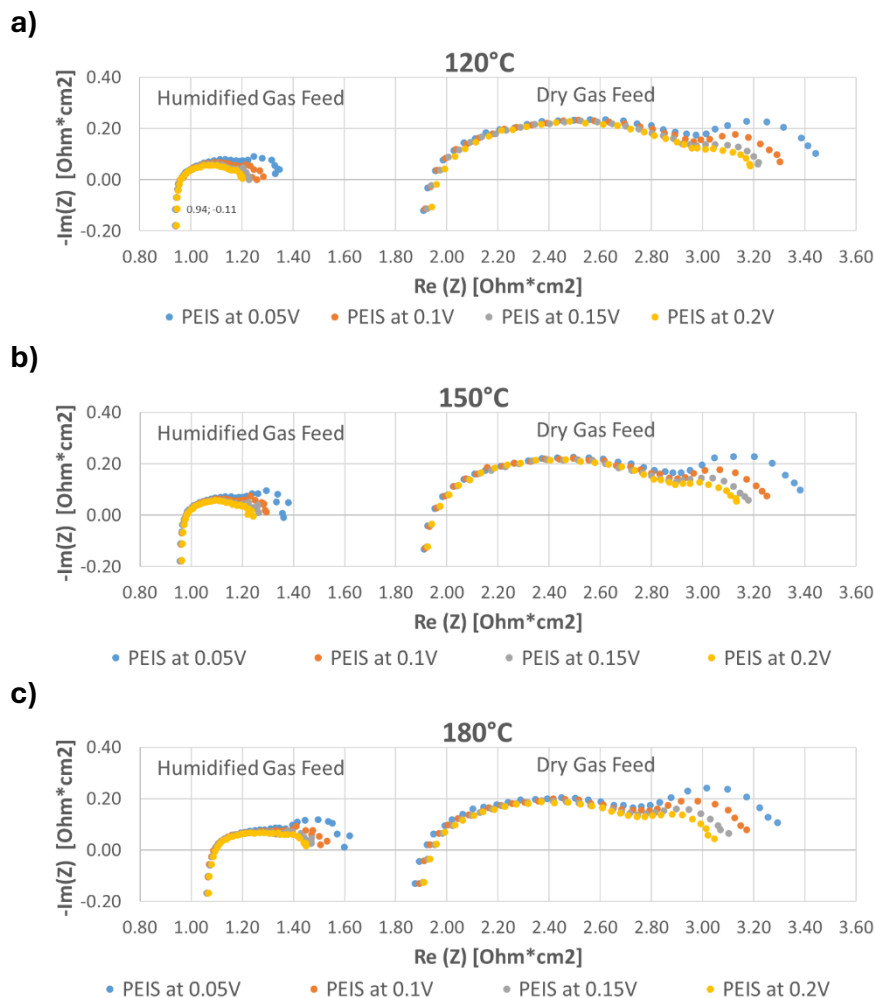 a)
120°C
Humidified Gas Feed
Dry Gas Feed
-Im(Z) [Ohm*cm2]
0.40
0.20
0.00
-0.20
0.94; -0.11
0.80 1.00 1.20 1.40 1.60 1.80 2.00 2.20 2.40 2.60 2.80 3.00 3.20 3.40 3.60
Re (Z) [Ohm*cm2]
PEIS at 0.05V PEIS at 0.1V PEIS at 0.15V PEIS at 0.2V
b)
150°C
Humidified Gas Feed
Dry Gas Feed
-Im(Z) [Ohm*cm2]
0.40
0.20
0.00
-0.20
0.80 1.00 1.20 1.40 1.60 1.80 2.00 2.20 2.40 2.60 2.80 3.00 3.20 3.40 3.60
Re (Z) [Ohm*cm2]
PEIS at 0.05V PEIS at 0.1V PEIS at 0.15V PEIS at 0.2V
c)
180°C
Humidified Gas Feed
Dry Gas Feed
-Im(Z) [Ohm*cm2]
0.40
0.20
0.00
-0.20
0.80 1.00 1.20 1.40 1.60 1.80 2.00 2.20 2.40 2.60 2.80 3.00 3.20 3.40 3.60
Re (Z) [Ohm*cm2]
PEIS at 0.05V PEIS at 0.1V PEIS at 0.15V PEIS at 0.2V